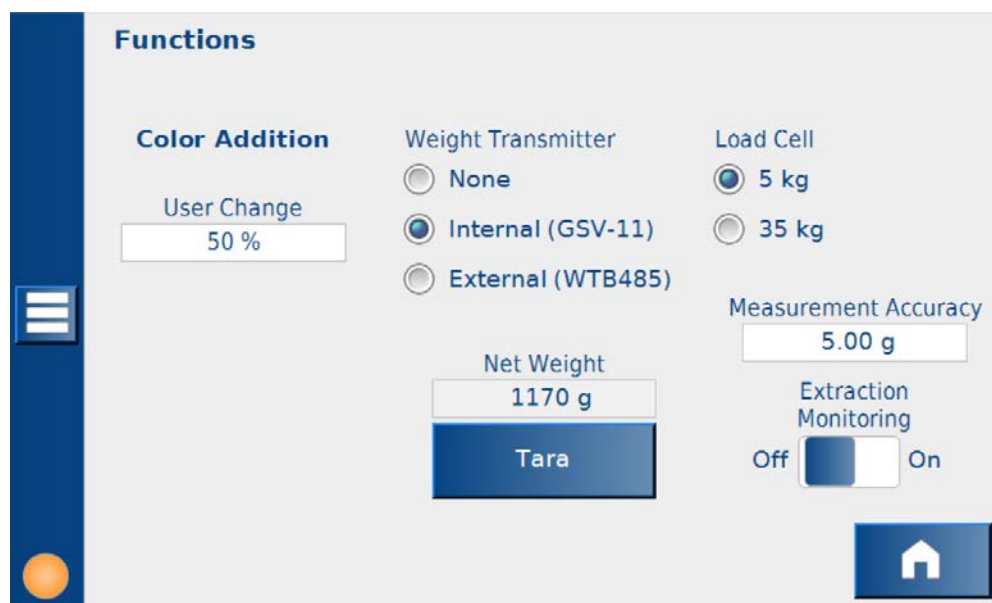 Functions
Color Addition
User Change
50 %
Weight Transmitter
None
Internal (GSV-11)
External (WTB485)
Load Cell
5 kg
35 kg
Net Weight
1170 g
Tara
Measurement Accuracy
5.00 g
Extraction
Monitoring
Off On